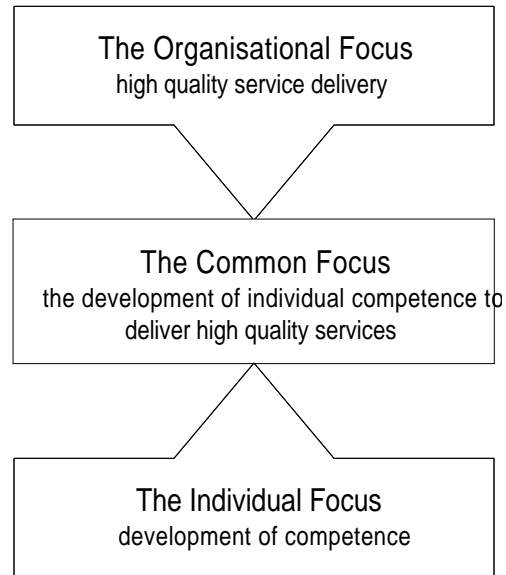 The Organisational Focus
high quality service delivery
The Common Focus
the development of individual competence to
deliver high quality services
The Individual Focus
development of competence